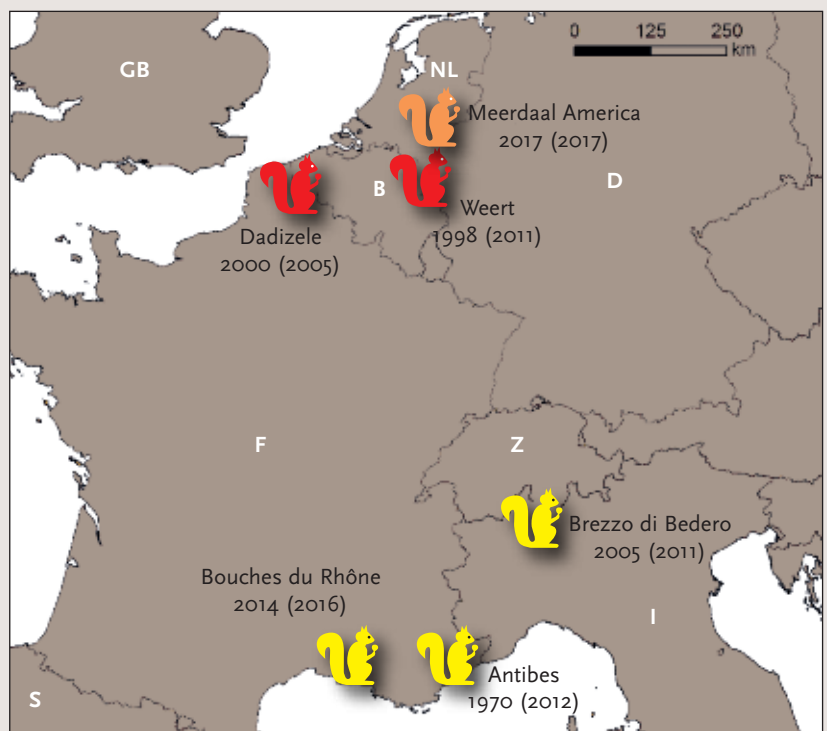 0 125 250
km
GB
NL
Meerdaal America
2017 (2017)
B
D
Weert
1998 (2011)
Dadizele
2000 (2005)
F
Z
Brezzo di Bedero
2005 (2011)
Bouches du Rhône
2014 (2016)
I
Antibes
1970 (2012)
S